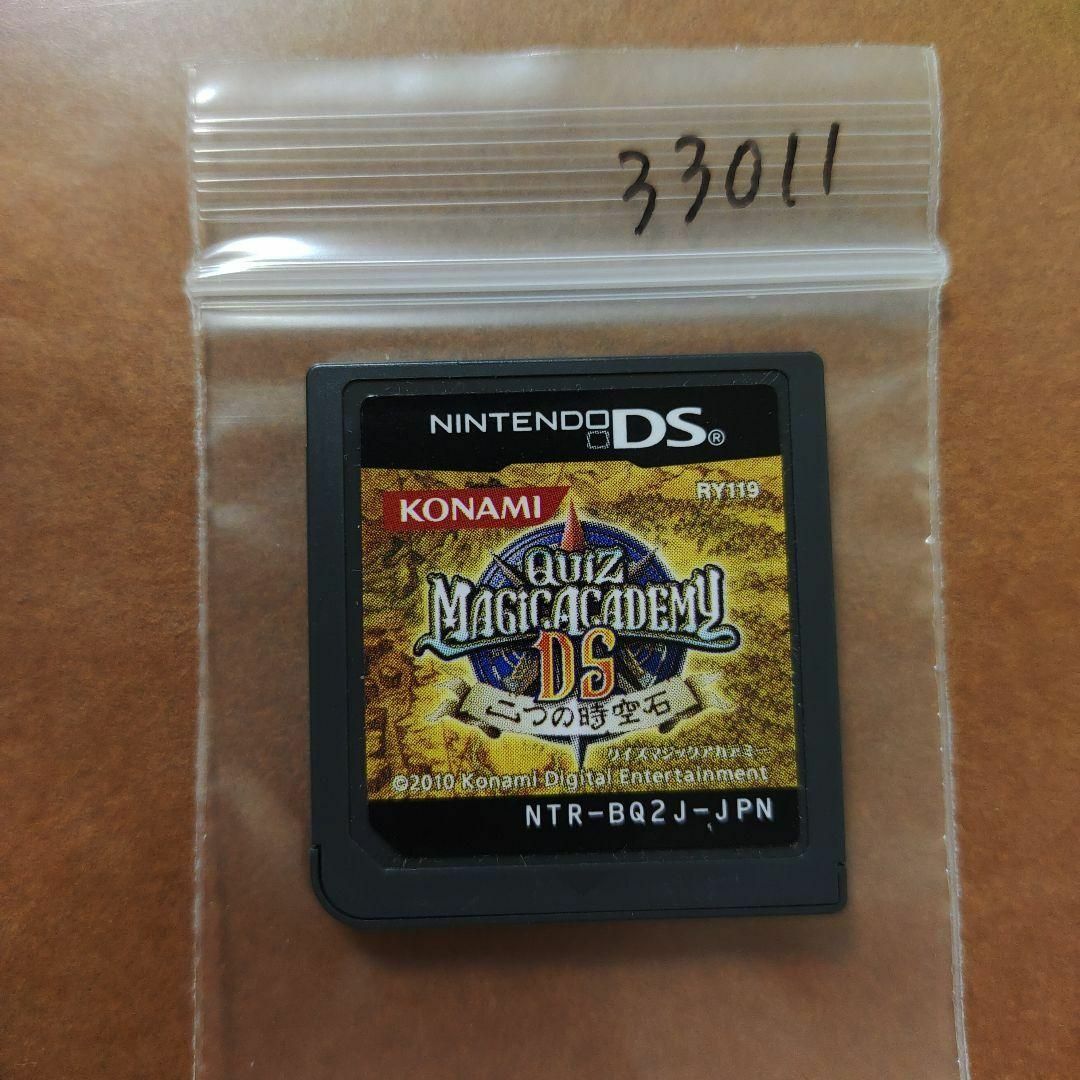 33011
NINTENDO DS®
KONAMI
RY119
QUIZ
MAGICACADEMY
DS
二つの時空石
クイズマジックアカデミー
©2010 Konami Digital Entertainment
NTR-BQ2J-JPN